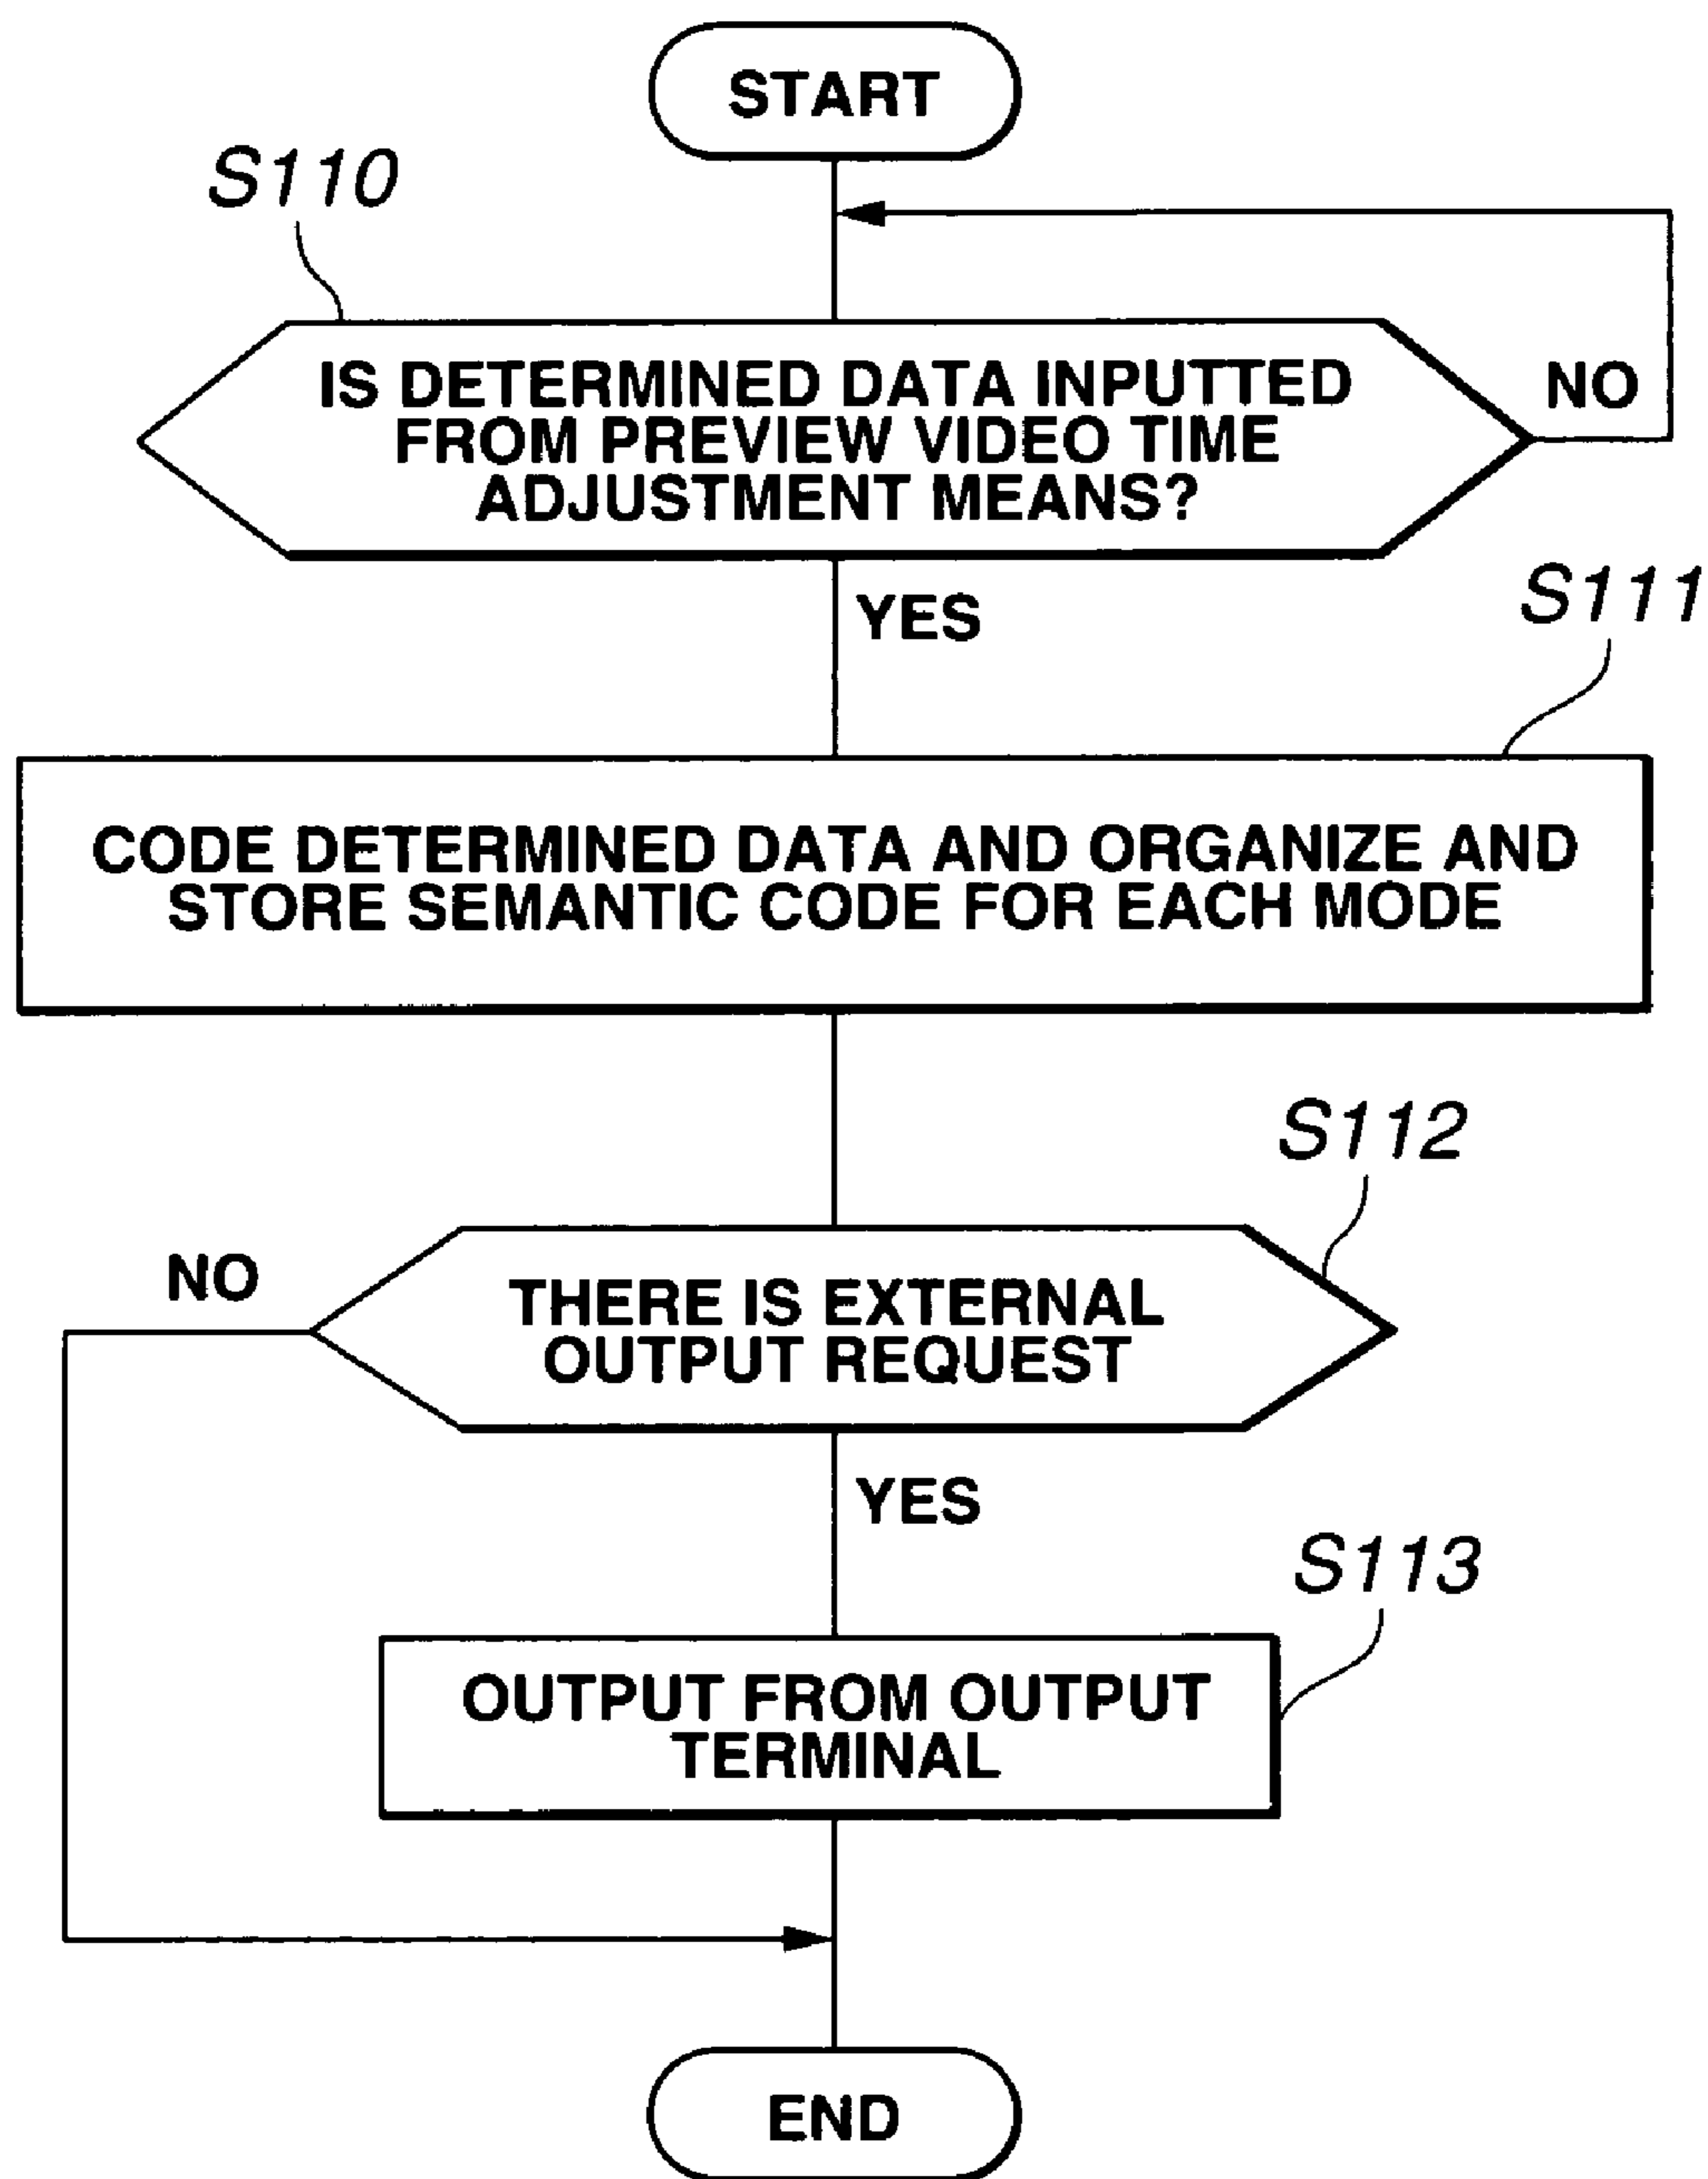 START
S110
IS DETERMINED DATA INPUTTED
FROM PREVIEW VIDEO TIME
ADJUSTMENT MEANS?
NO
YES
S111
CODE DETERMINED DATA AND ORGANIZE AND
STORE SEMANTIC CODE FOR EACH MODE
S112
NO
THERE IS EXTERNAL
OUTPUT REQUEST
YES
S113
OUTPUT FROM OUTPUT
TERMINAL
END